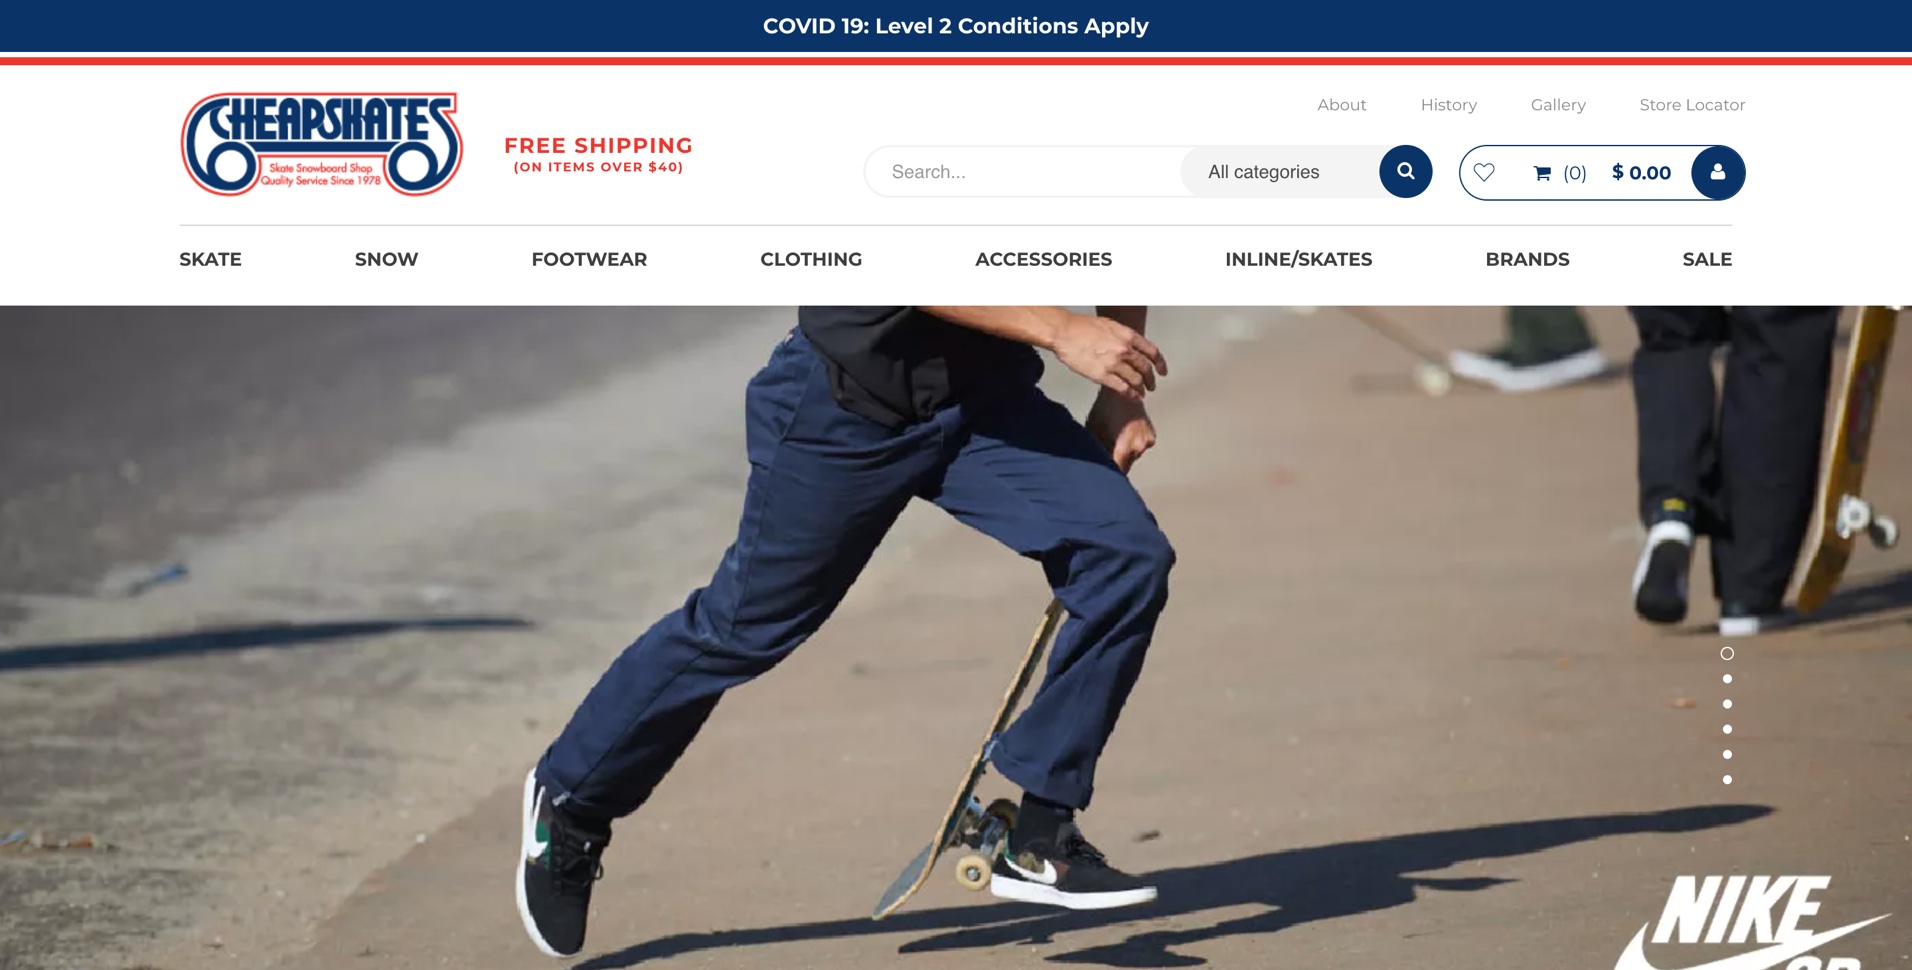 COVID 19: Level 2 Conditions Apply
CHEAPSKATES
Skate Snowboard Shop
Quality Service Since 1978
FREE SHIPPING
(ON ITEMS OVER $40)
About History Gallery Store Locator
Search... All categories (0) $ 0.00
SKATE SNOW FOOTWEAR CLOTHING ACCESSORIES INLINE/SKATES BRANDS SALE
NIKE